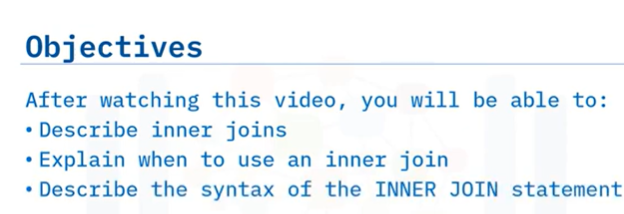 Objectives
After watching this video, you will be able to:
• Describe inner joins
• Explain when to use an inner join
• Describe the syntax of the INNER JOIN statement